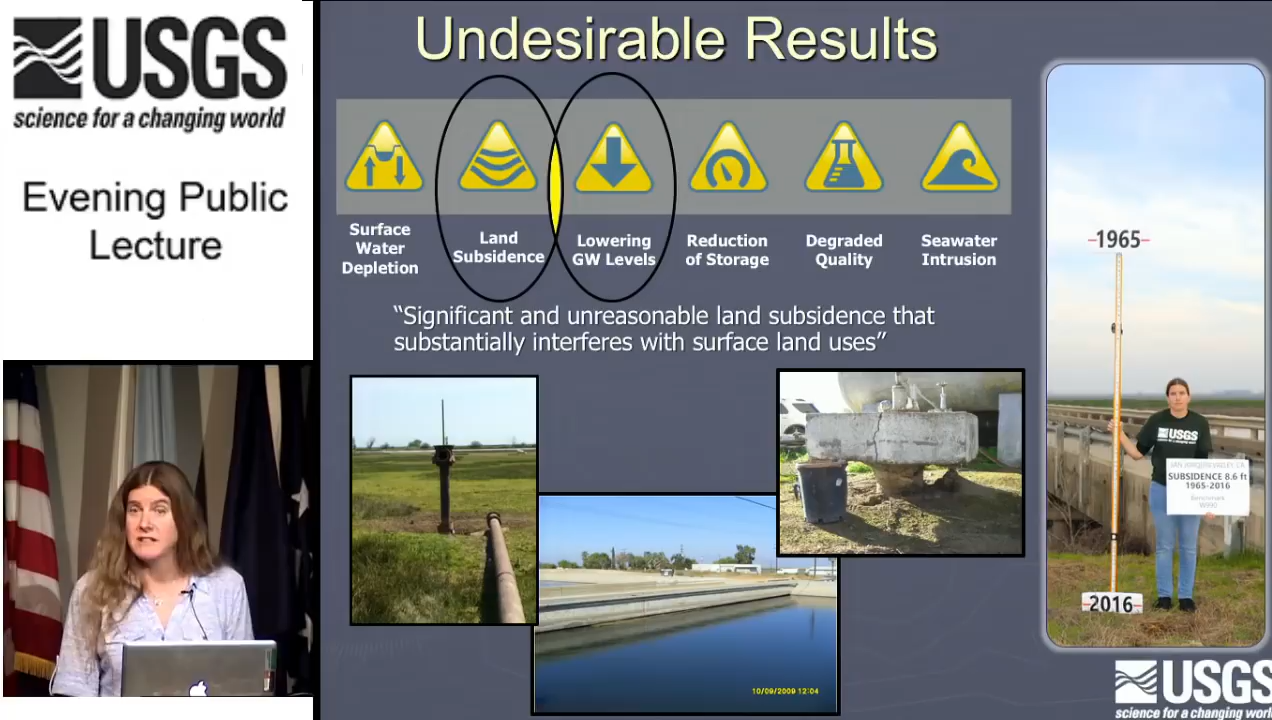 USGS
science for a changing world
Evening Public
Lecture
Undesirable Results
Surface
Water
Depletion
Land
Subsidence
Lowering
GW Levels
Reduction
of Storage
Degraded
Quality
Seawater
Intrusion
“Significant and unreasonable land subsidence that
substantially interferes with surface land uses”
10/09/2009 12:04
1965
USGS
SAN JOAQUIN VALLEY, CA
SUBSIDENCE 8.6 ft
1965-2016
Benchmark
2016
USGS
science for a changing world